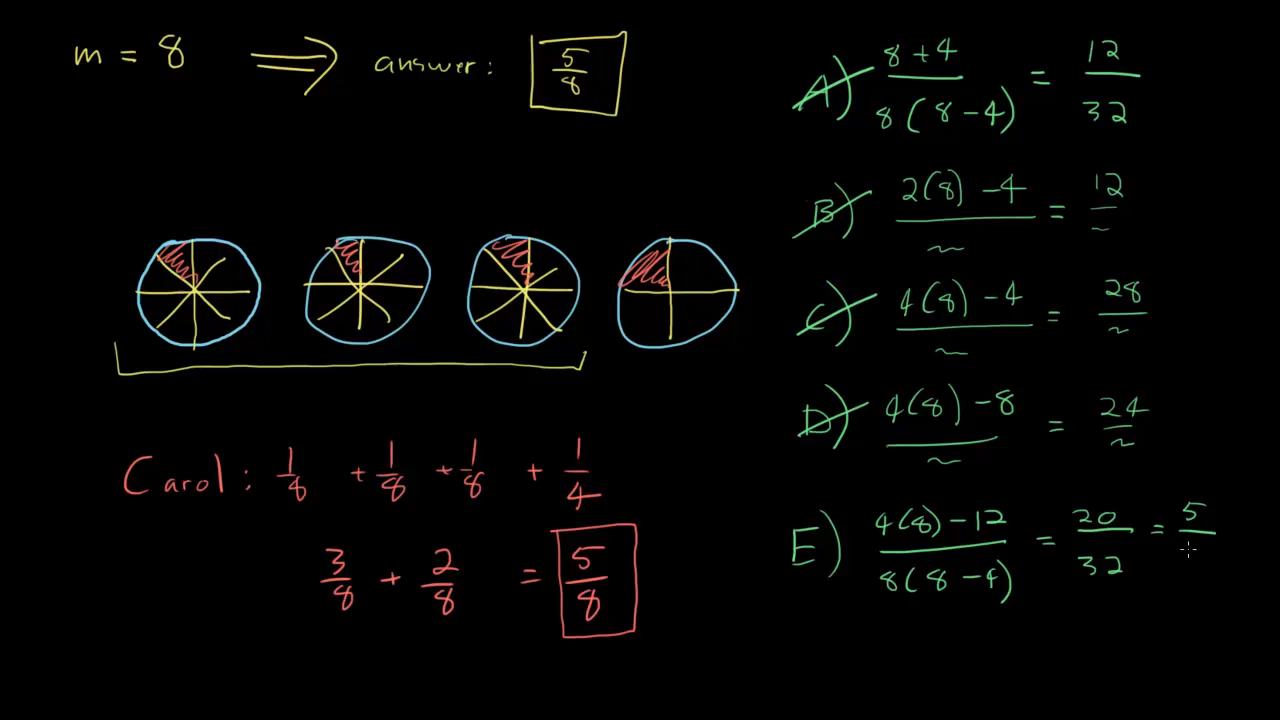 m = 8 ⟹ answer: 5/8
Carol: 1/8 + 1/8 + 1/8 + 1/4
3/8 + 2/8 = 5/8
A) (8 + 4)/(8(8 - 4)) = 12/32
B) (2(8) - 4)/~ = 12/~
C) (4(8) - 4)/~ = 28/~
D) (4(8) - 8)/~ = 24/~
E) (4(8) - 12)/(8(8 - 4)) = 20/32 = 5/